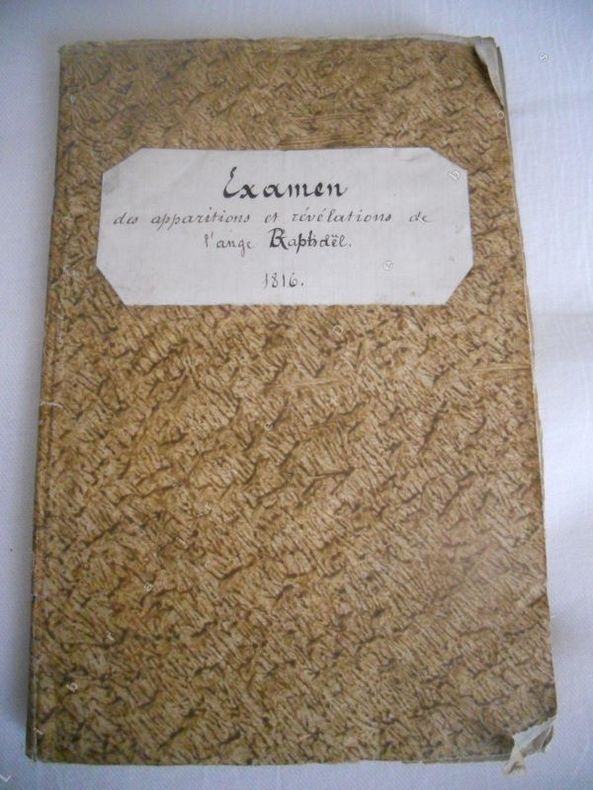 Examen
des apparitions et révélations de
l'ange Raphaël.
1816.